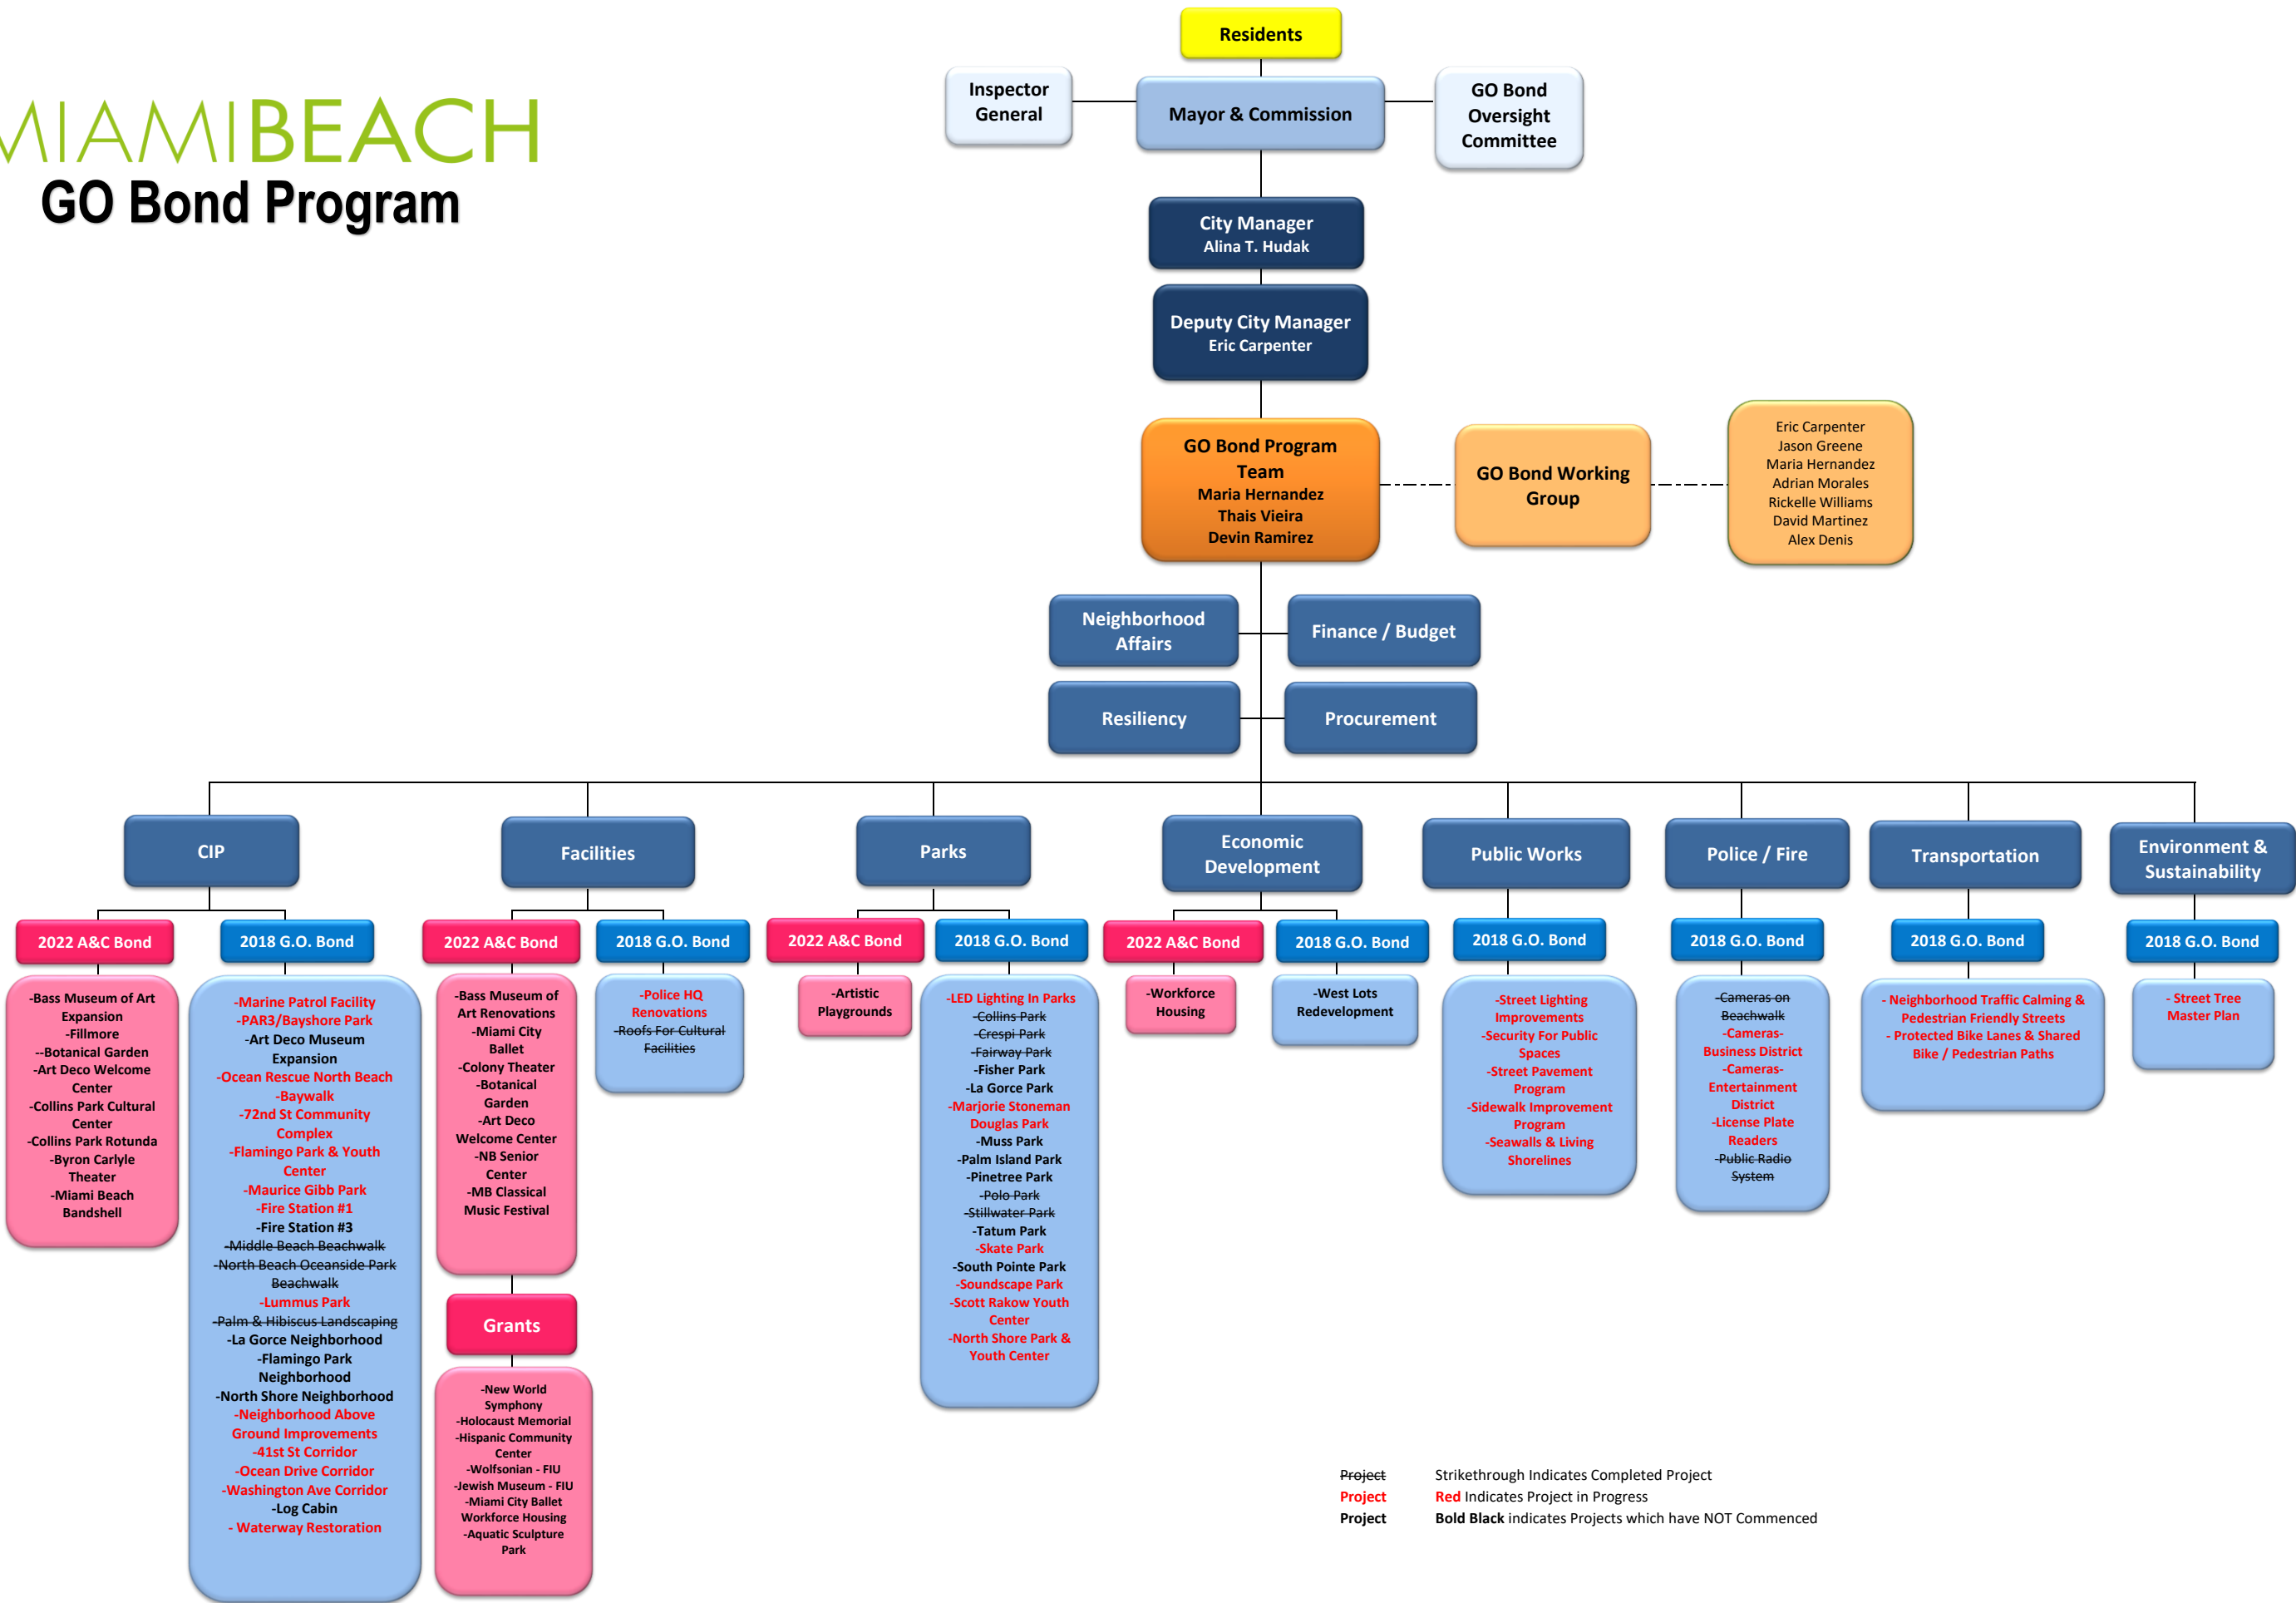 Residents
Inspector
General
Mayor & Commission
GO Bond
Oversight
Committee
MIAMIBEACH
GO Bond Program
City Manager
Alina T. Hudak
Deputy City Manager
Eric Carpenter
GO Bond Program
Team
Maria Hernandez
Thais Vieira
Devin Ramirez
GO Bond Working
Group
Eric Carpenter
Jason Greene
Maria Hernandez
Adrian Morales
Rickelle Williams
David Martinez
Alex Denis
Neighborhood
Affairs
Finance / Budget
Resiliency
Procurement
CIP
Facilities
Parks
Economic
Development
Public Works
Police / Fire
Transportation
Environment &
Sustainability
2022 A&C Bond
-Bass Museum of Art
Expansion
-Fillmore
--Botanical Garden
-Art Deco Welcome
Center
-Collins Park Cultural
Center
-Collins Park Rotunda
-Byron Carlyle
Theater
-Miami Beach
Bandshell
2018 G.O. Bond
-Marine Patrol Facility
-PAR3/Bayshore Park
-Art Deco Museum
Expansion
-Ocean Rescue North Beach
-Baywalk
-72nd St Community
Complex
-Flamingo Park & Youth
Center
-Maurice Gibb Park
-Fire Station #1
-Fire Station #3
-Middle Beach Beachwalk
-North Beach Oceanside Park
Beachwalk
-Lummus Park
-Palm & Hibiscus Landscaping
-La Gorce Neighborhood
-Flamingo Park
Neighborhood
-North Shore Neighborhood
-Neighborhood Above
Ground Improvements
-41st St Corridor
-Ocean Drive Corridor
-Washington Ave Corridor
-Log Cabin
- Waterway Restoration
2022 A&C Bond
-Bass Museum of
Art Renovations
-Miami City
Ballet
-Colony Theater
-Botanical
Garden
-Art Deco
Welcome Center
-NB Senior
Center
-MB Classical
Music Festival
Grants
-New World
Symphony
-Holocaust Memorial
-Hispanic Community
Center
-Wolfsonian - FIU
-Jewish Museum - FIU
-Miami City Ballet
Workforce Housing
-Aquatic Sculpture
Park
2018 G.O. Bond
-Police HQ
Renovations
-Roofs For Cultural
Facilities
2022 A&C Bond
-Artistic
Playgrounds
2018 G.O. Bond
-LED Lighting In Parks
-Collins Park
-Crespi Park
-Fairway Park
-Fisher Park
-La Gorce Park
-Marjorie Stoneman
Douglas Park
-Muss Park
-Palm Island Park
-Pinetree Park
-Polo Park
-Stillwater Park
-Tatum Park
-Skate Park
-South Pointe Park
-Soundscape Park
-Scott Rakow Youth
Center
-North Shore Park &
Youth Center
2022 A&C Bond
-Workforce
Housing
2018 G.O. Bond
-West Lots
Redevelopment
2018 G.O. Bond
-Street Lighting
Improvements
-Security For Public
Spaces
-Street Pavement
Program
-Sidewalk Improvement
Program
-Seawalls & Living
Shorelines
2018 G.O. Bond
-Cameras on
Beachwalk
-Cameras-
Business District
-Cameras-
Entertainment
District
-License Plate
Readers
-Public Radio
System
2018 G.O. Bond
- Neighborhood Traffic Calming &
Pedestrian Friendly Streets
- Protected Bike Lanes & Shared
Bike / Pedestrian Paths
2018 G.O. Bond
- Street Tree
Master Plan
Project Strikethrough Indicates Completed Project
Project Red Indicates Project in Progress
Project Bold Black indicates Projects which have NOT Commenced